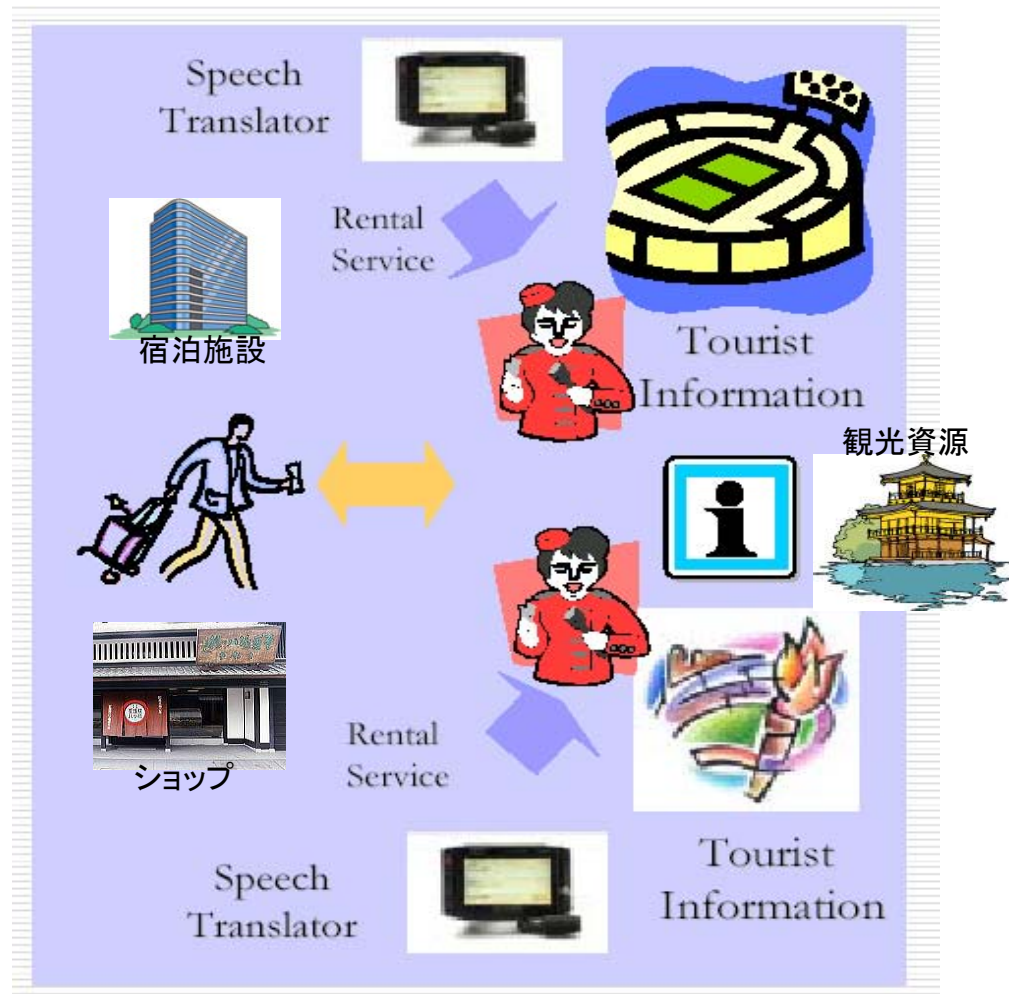 Speech
Translator
Rental
Service
宿泊施設
Tourist
Information
観光資源
ショップ
Rental
Service
Speech
Translator
Tourist
Information